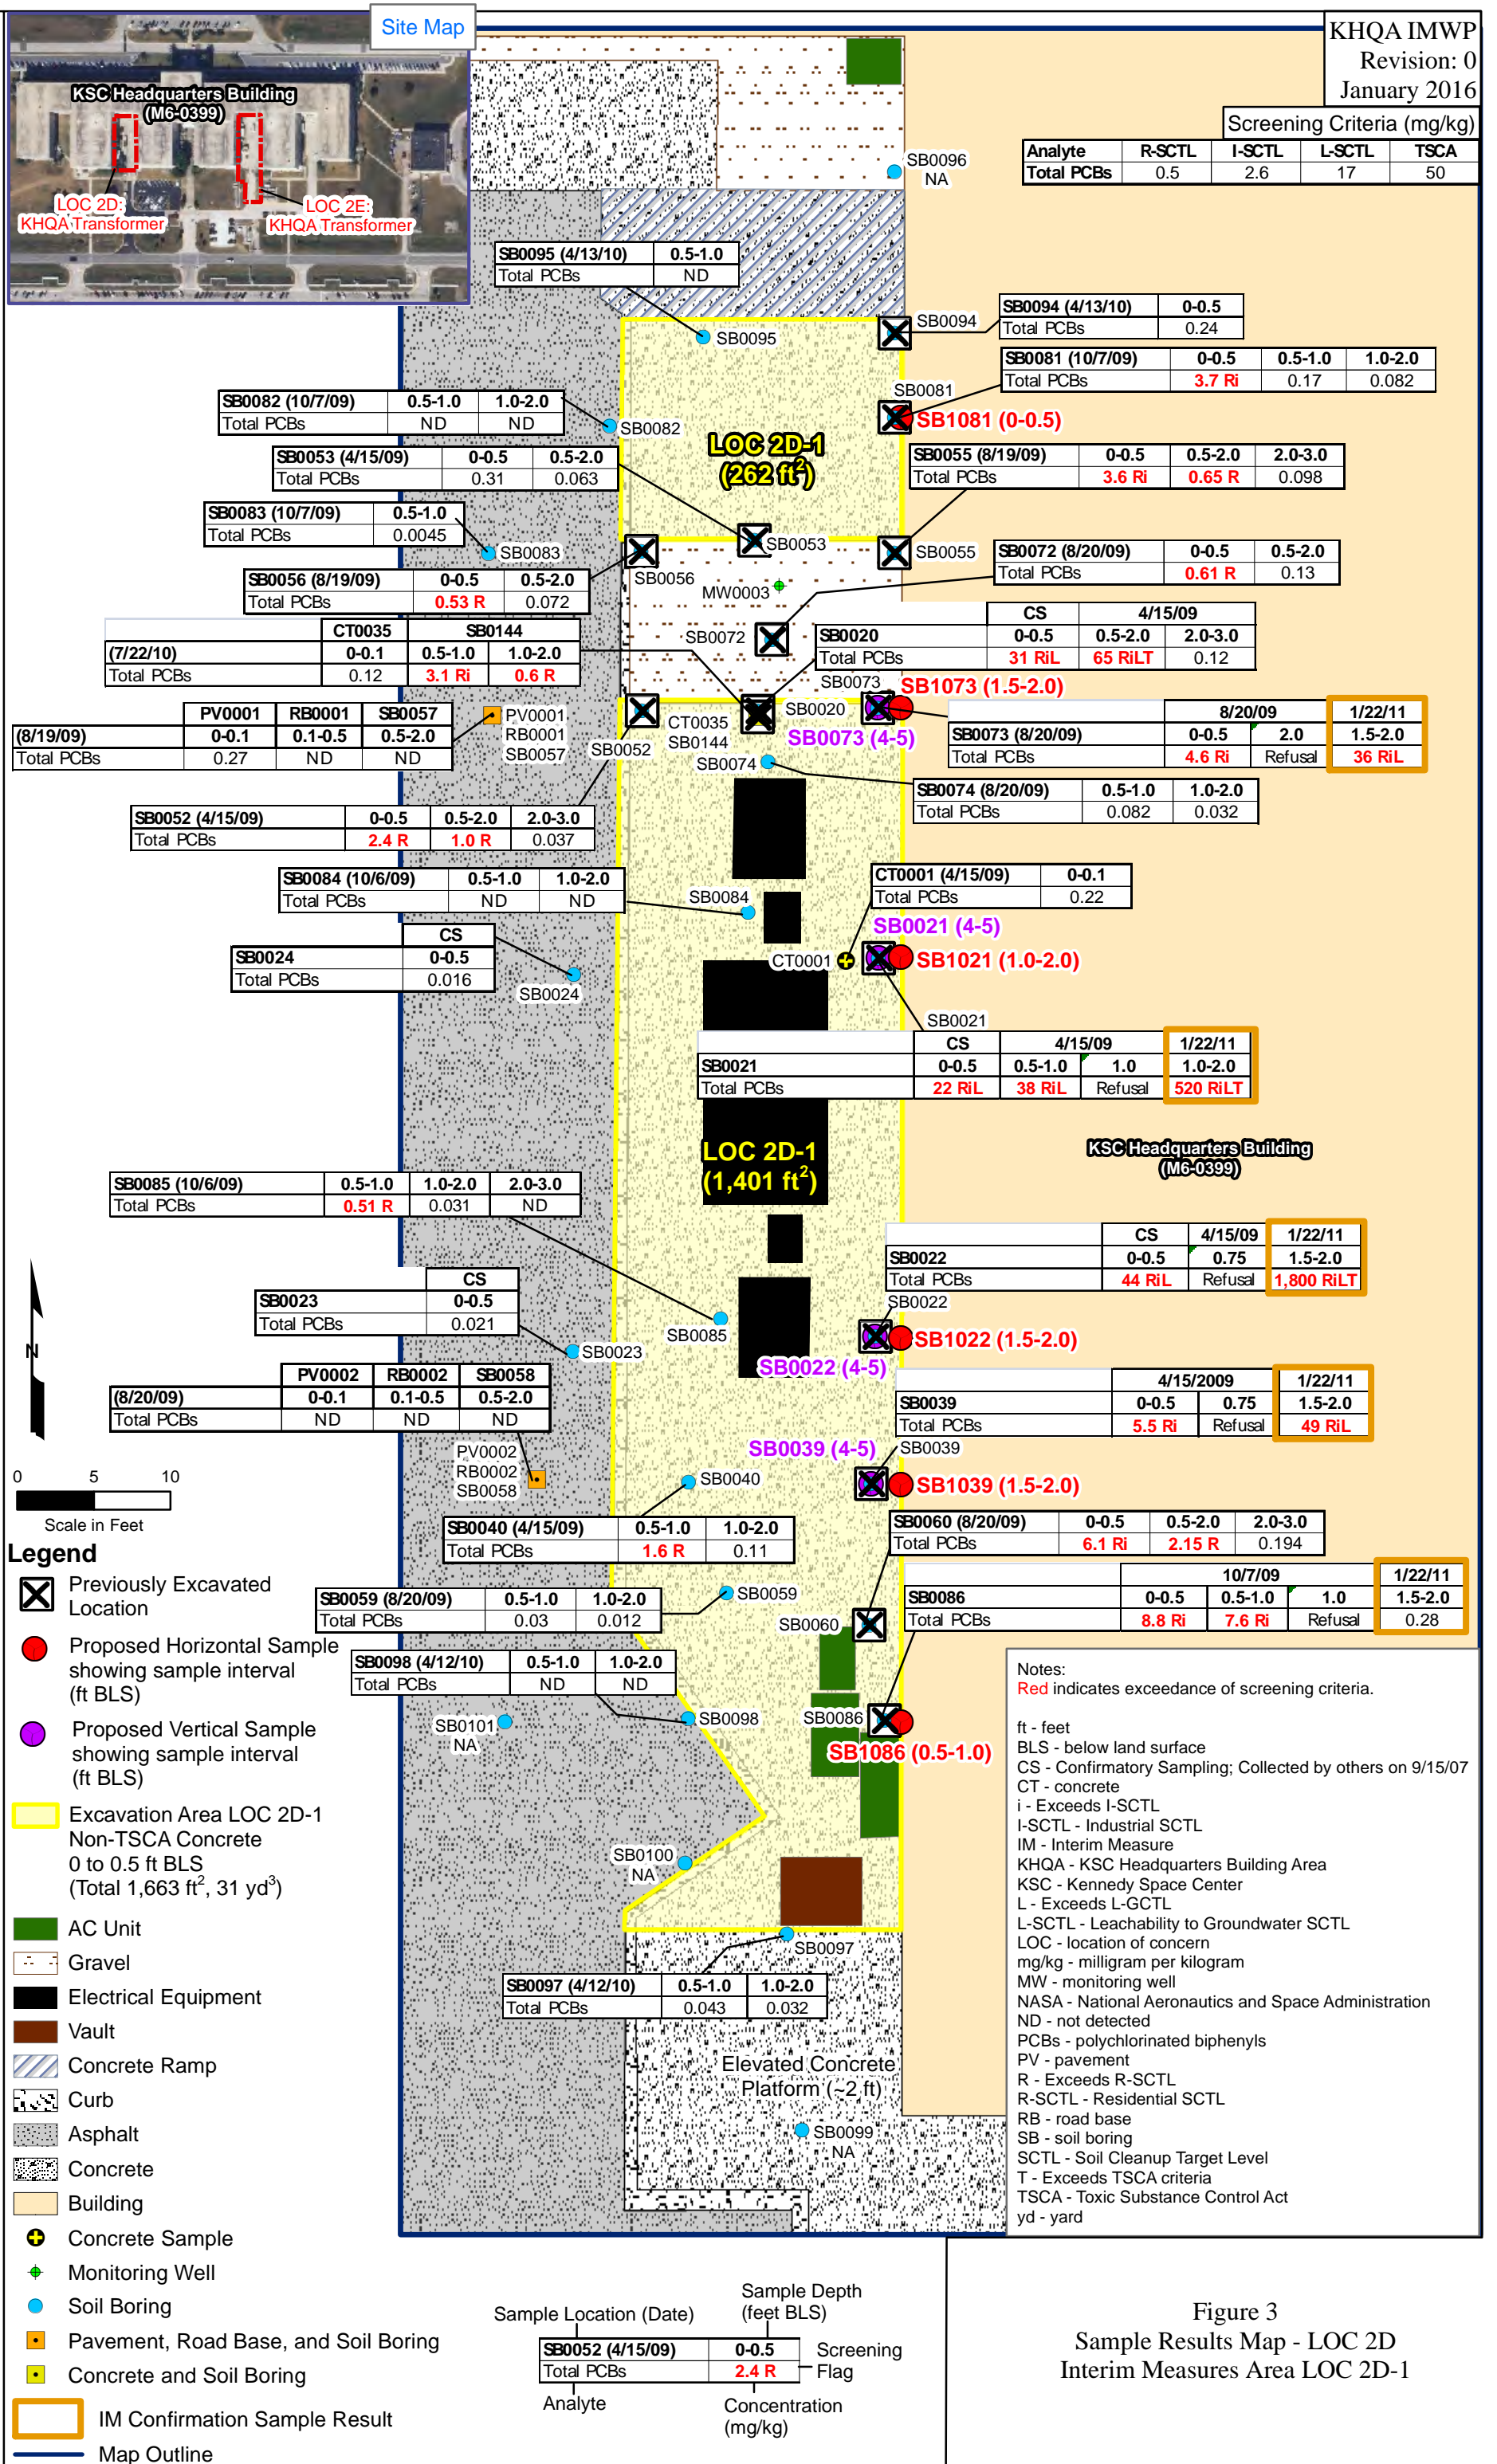 Site Map
KSC Headquarters Building
(M6-0399)
LOC 2D:
KHQA Transformer
LOC 2E:
KHQA Transformer
KHQA IMWP
Revision: 0
January 2016
Screening Criteria (mg/kg)
Analyte R-SCTL I-SCTL L-SCTL TSCA
Total PCBs 0.5 2.6 17 50
SB0096
NA
SB0095 (4/13/10) 0.5-1.0
Total PCBs ND
SB0095
SB0094 (4/13/10) 0-0.5
Total PCBs 0.24
SB0094
SB0081 (10/7/09) 0-0.5 0.5-1.0 1.0-2.0
Total PCBs 3.7 Ri 0.17 0.082
SB0081
SB1081 (0-0.5)
SB0082 (10/7/09) 0.5-1.0 1.0-2.0
Total PCBs ND ND
SB0082
LOC 2D-1
(262 ft²)
SB0053 (4/15/09) 0-0.5 0.5-2.0
Total PCBs 0.31 0.063
SB0053
SB0055 (8/19/09) 0-0.5 0.5-2.0 2.0-3.0
Total PCBs 3.6 Ri 0.65 R 0.098
SB0055
SB0083 (10/7/09) 0.5-1.0
Total PCBs 0.0045
SB0083
SB0056 (8/19/09) 0-0.5 0.5-2.0
Total PCBs 0.53 R 0.072
SB0056
MW0003
SB0072 (8/20/09) 0-0.5 0.5-2.0
Total PCBs 0.61 R 0.13
SB0072
CT0035 SB0144
(7/22/10) 0-0.1 0.5-1.0 1.0-2.0
Total PCBs 0.12 3.1 Ri 0.6 R
CS 4/15/09
SB0020 0-0.5 0.5-2.0 2.0-3.0
Total PCBs 31 RiL 65 RiLT 0.12
SB0073
SB1073 (1.5-2.0)
SB0020
CT0035
SB0144
SB0073 (4-5)
PV0001 RB0001 SB0057
(8/19/09) 0-0.1 0.1-0.5 0.5-2.0
Total PCBs 0.27 ND ND
PV0001
RB0001
SB0057
SB0052
SB0074
8/20/09 1/22/11
SB0073 (8/20/09) 0-0.5 2.0 1.5-2.0
Total PCBs 4.6 Ri Refusal 36 RiL
SB0074 (8/20/09) 0.5-1.0 1.0-2.0
Total PCBs 0.082 0.032
SB0052 (4/15/09) 0-0.5 0.5-2.0 2.0-3.0
Total PCBs 2.4 R 1.0 R 0.037
SB0084 (10/6/09) 0.5-1.0 1.0-2.0
Total PCBs ND ND
SB0084
CT0001 (4/15/09) 0-0.1
Total PCBs 0.22
SB0021 (4-5)
CT0001
SB1021 (1.0-2.0)
CS
SB0024 0-0.5
Total PCBs 0.016
SB0024
SB0021
CS 4/15/09 1/22/11
SB0021 0-0.5 0.5-1.0 1.0 1.0-2.0
Total PCBs 22 RiL 38 RiL Refusal 520 RiLT
LOC 2D-1
(1,401 ft²)
KSC Headquarters Building
(M6-0399)
SB0085 (10/6/09) 0.5-1.0 1.0-2.0 2.0-3.0
Total PCBs 0.51 R 0.031 ND
SB0085
CS 4/15/09 1/22/11
SB0022 0-0.5 0.75 1.5-2.0
Total PCBs 44 RiL Refusal 1,800 RiLT
SB0022
SB1022 (1.5-2.0)
SB0022 (4-5)
CS
SB0023 0-0.5
Total PCBs 0.021
SB0023
N
PV0002 RB0002 SB0058
(8/20/09) 0-0.1 0.1-0.5 0.5-2.0
Total PCBs ND ND ND
PV0002
RB0002
SB0058
4/15/2009 1/22/11
SB0039 0-0.5 0.75 1.5-2.0
Total PCBs 5.5 Ri Refusal 49 RiL
SB0039 (4-5)
SB0039
SB1039 (1.5-2.0)
SB0040
SB0040 (4/15/09) 0.5-1.0 1.0-2.0
Total PCBs 1.6 R 0.11
SB0060 (8/20/09) 0-0.5 0.5-2.0 2.0-3.0
Total PCBs 6.1 Ri 2.15 R 0.194
SB0060
0 5 10
Scale in Feet
SB0059 (8/20/09) 0.5-1.0 1.0-2.0
Total PCBs 0.03 0.012
SB0059
10/7/09 1/22/11
SB0086 0-0.5 0.5-1.0 1.0 1.5-2.0
Total PCBs 8.8 Ri 7.6 Ri Refusal 0.28
SB0086
SB1086 (0.5-1.0)
SB0098 (4/12/10) 0.5-1.0 1.0-2.0
Total PCBs ND ND
SB0098
SB0101
NA
SB0100
NA
SB0097
SB0097 (4/12/10) 0.5-1.0 1.0-2.0
Total PCBs 0.043 0.032
Elevated Concrete
Platform (~2 ft)
SB0099
NA
Legend
Previously Excavated
Location
Proposed Horizontal Sample
showing sample interval
(ft BLS)
Proposed Vertical Sample
showing sample interval
(ft BLS)
Excavation Area LOC 2D-1
Non-TSCA Concrete
0 to 0.5 ft BLS
(Total 1,663 ft², 31 yd³)
AC Unit
Gravel
Electrical Equipment
Vault
Concrete Ramp
Curb
Asphalt
Concrete
Building
Concrete Sample
Monitoring Well
Soil Boring
Pavement, Road Base, and Soil Boring
Concrete and Soil Boring
IM Confirmation Sample Result
Map Outline
Notes:
Red indicates exceedance of screening criteria.
ft - feet
BLS - below land surface
CS - Confirmatory Sampling; Collected by others on 9/15/07
CT - concrete
i - Exceeds I-SCTL
I-SCTL - Industrial SCTL
IM - Interim Measure
KHQA - KSC Headquarters Building Area
KSC - Kennedy Space Center
L - Exceeds L-GCTL
L-SCTL - Leachability to Groundwater SCTL
LOC - location of concern
mg/kg - milligram per kilogram
MW - monitoring well
NASA - National Aeronautics and Space Administration
ND - not detected
PCBs - polychlorinated biphenyls
PV - pavement
R - Exceeds R-SCTL
R-SCTL - Residential SCTL
RB - road base
SB - soil boring
SCTL - Soil Cleanup Target Level
T - Exceeds TSCA criteria
TSCA - Toxic Substance Control Act
yd - yard
Sample Location (Date)
Sample Depth
(feet BLS)
SB0052 (4/15/09) 0-0.5
Total PCBs 2.4 R
Screening
Flag
Analyte
Concentration
(mg/kg)
Figure 3
Sample Results Map - LOC 2D
Interim Measures Area LOC 2D-1